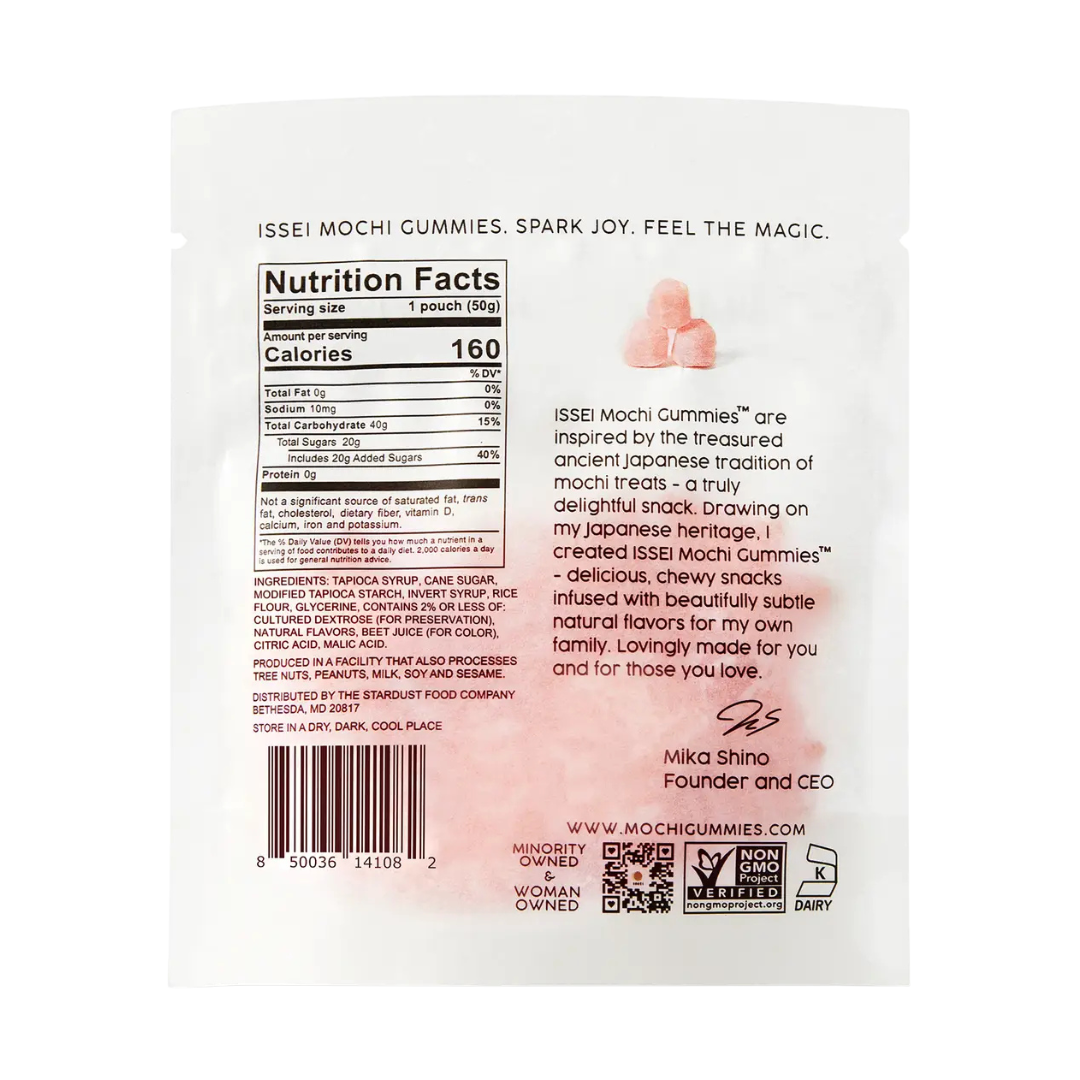 ISSEI MOCHI GUMMIES. SPARK JOY. FEEL THE MAGIC.
Nutrition Facts
Serving size 1 pouch (50g)
Amount per serving
Calories 160
% DV*
Total Fat 0g 0%
Sodium 10mg 0%
Total Carbohydrate 40g 15%
Total Sugars 20g
Includes 20g Added Sugars 40%
Protein 0g
Not a significant source of saturated fat, trans
fat, cholesterol, dietary fiber, vitamin D,
calcium, iron and potassium.
*The % Daily Value (DV) tells you how much a nutrient in a
serving of food contributes to a daily diet. 2,000 calories a day
is used for general nutrition advice.
INGREDIENTS: TAPIOCA SYRUP, CANE SUGAR,
MODIFIED TAPIOCA STARCH, INVERT SYRUP, RICE
FLOUR, GLYCERINE, CONTAINS 2% OR LESS OF:
CULTURED DEXTROSE (FOR PRESERVATION),
NATURAL FLAVORS, BEET JUICE (FOR COLOR),
CITRIC ACID, MALIC ACID.
PRODUCED IN A FACILITY THAT ALSO PROCESSES
TREE NUTS, PEANUTS, MILK, SOY AND SESAME.
DISTRIBUTED BY THE STARDUST FOOD COMPANY
BETHESDA, MD 20817
STORE IN A DRY, DARK, COOL PLACE
8 50036 14108 2
ISSEI Mochi Gummies™ are
inspired by the treasured
ancient Japanese tradition of
mochi treats - a truly
delightful snack. Drawing on
my Japanese heritage, I
created ISSEI Mochi Gummies™
- delicious, chewy snacks
infused with beautifully subtle
natural flavors for my own
family. Lovingly made for you
and for those you love.
Mika Shino
Founder and CEO
WWW.MOCHIGUMMIES.COM
MINORITY
OWNED
&
WOMAN
OWNED
NON
GMO
Project
VERIFIED
nongmoproject.org
K
DAIRY